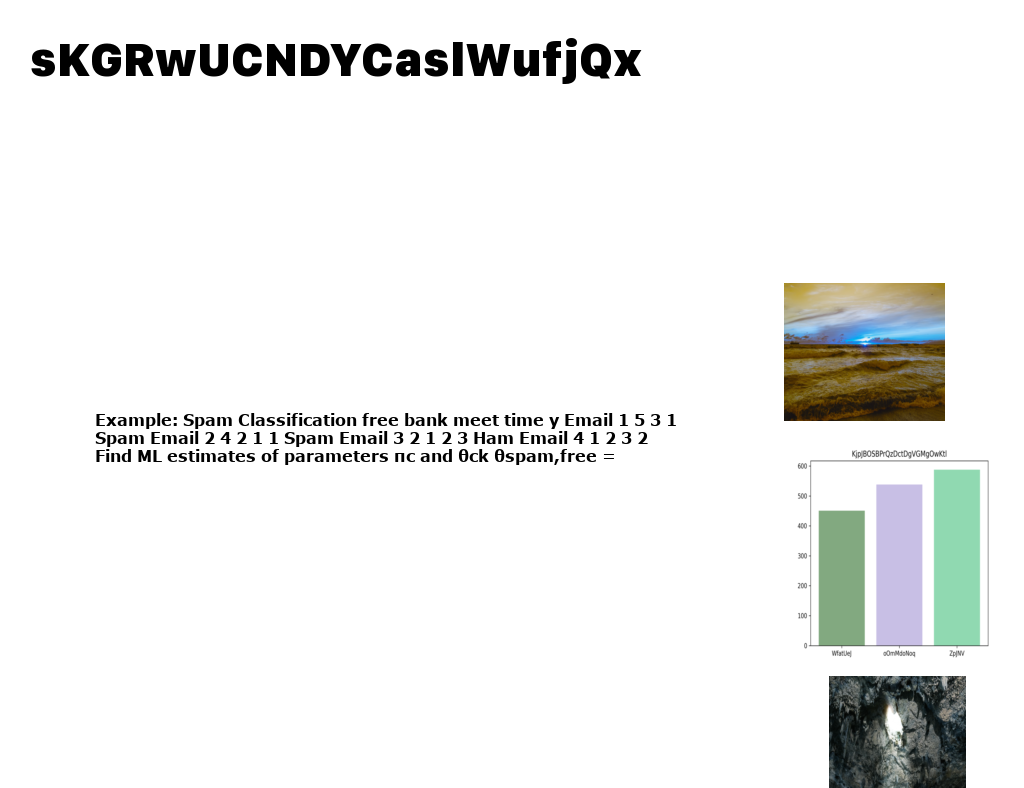 sKGRwUCNDYCaslWufjQx
Example: Spam Classification free bank meet time y Email 1 5 3 1
Spam Email 2 4 2 1 1 Spam Email 3 2 1 2 3 Ham Email 4 1 2 3 2
Find ML estimates of parameters πc and θck θspam,free =
KjpJBOSBPrQzDctDgVGMgOwKtl
600
500
400
300
200
100
0
WfatUeJ oOmMdoNoq ZpJNV